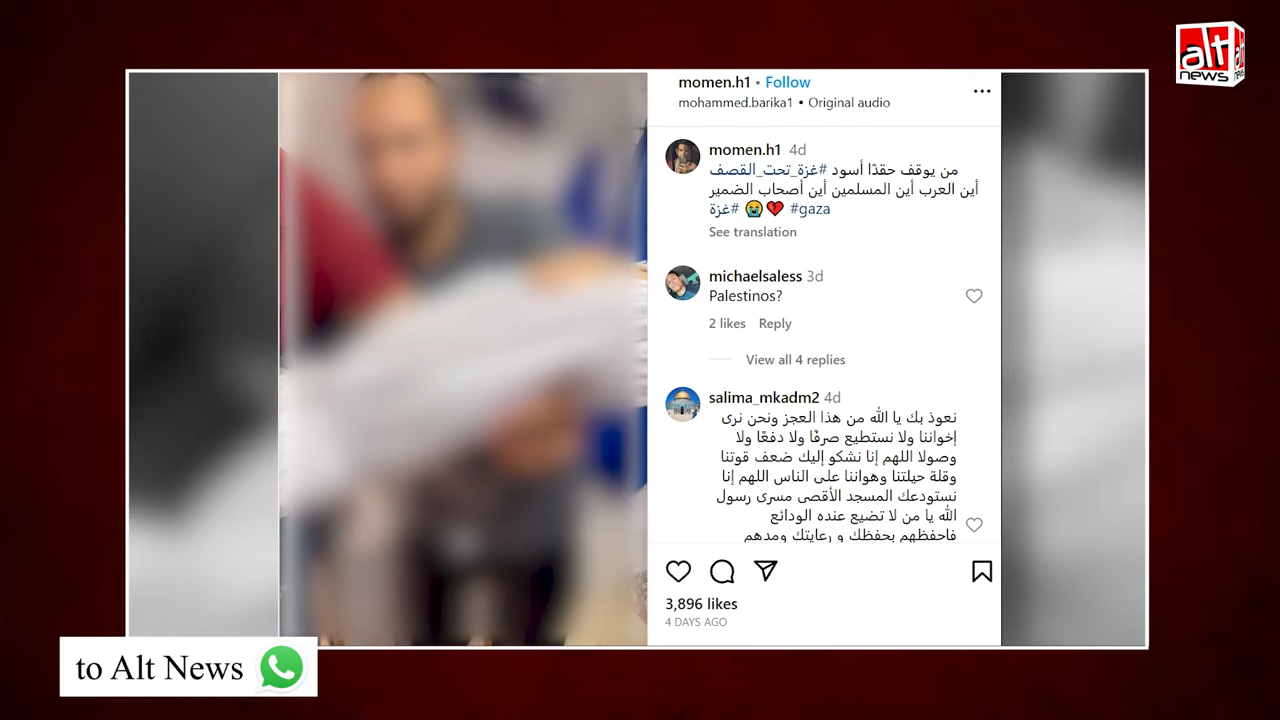 alt
news
momen.h1 • Follow
mohammed.barika1 • Original audio
momen.h1 4d
من يوقف حقدًا أسود #غزة_تحت_القصف
أين العرب أين المسلمين أين أصحاب الضمير
#gaza 💔😭 #غزة
See translation
michaelsaless 3d
Palestinos?
2 likes Reply
View all 4 replies
salima_mkadm2 4d
نعوذ بك يا الله من هذا العجز ونحن نرى
إخواننا ولا نستطيع صرفًا ولا دفعًا ولا
وصولا اللهم إنا نشكو إليك ضعف قوتنا
وقلة حيلتنا وهواننا على الناس اللهم إنا
نستودعك المسجد الأقصى مسرى رسول
الله يا من لا تضيع عنده الودائع
فاحفظهم بحفظك و رعايتك ومدهم
3,896 likes
4 DAYS AGO
to Alt News